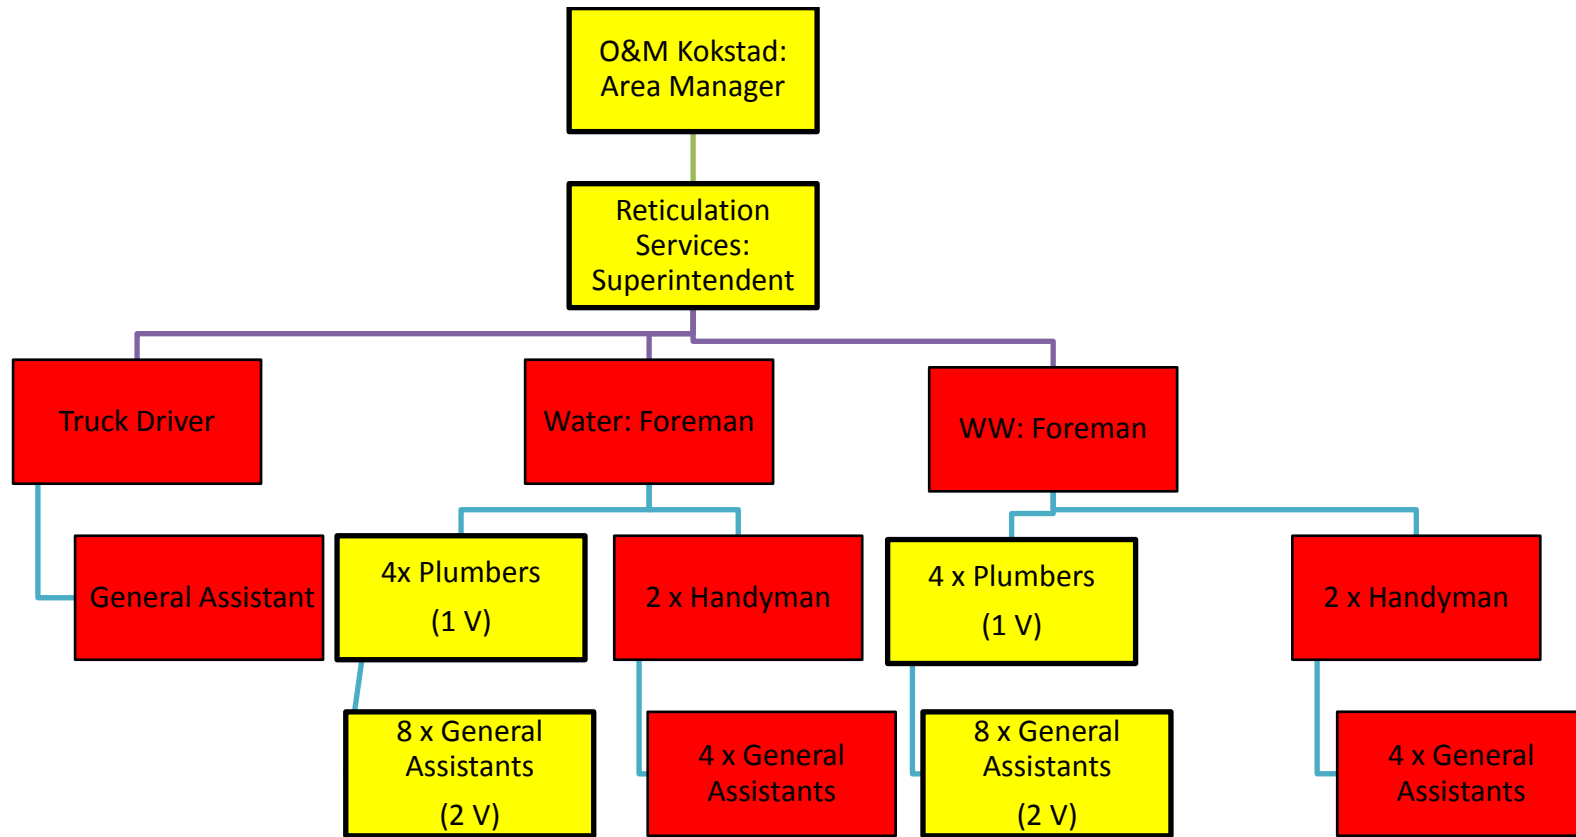 O&M Kokstad:
Area Manager
Reticulation
Services:
Superintendent
Truck Driver
Water: Foreman
WW: Foreman
General Assistant
4x Plumbers
(1 V)
2 x Handyman
4 x Plumbers
(1 V)
2 x Handyman
8 x General
Assistants
(2 V)
4 x General
Assistants
8 x General
Assistants
(2 V)
4 x General
Assistants